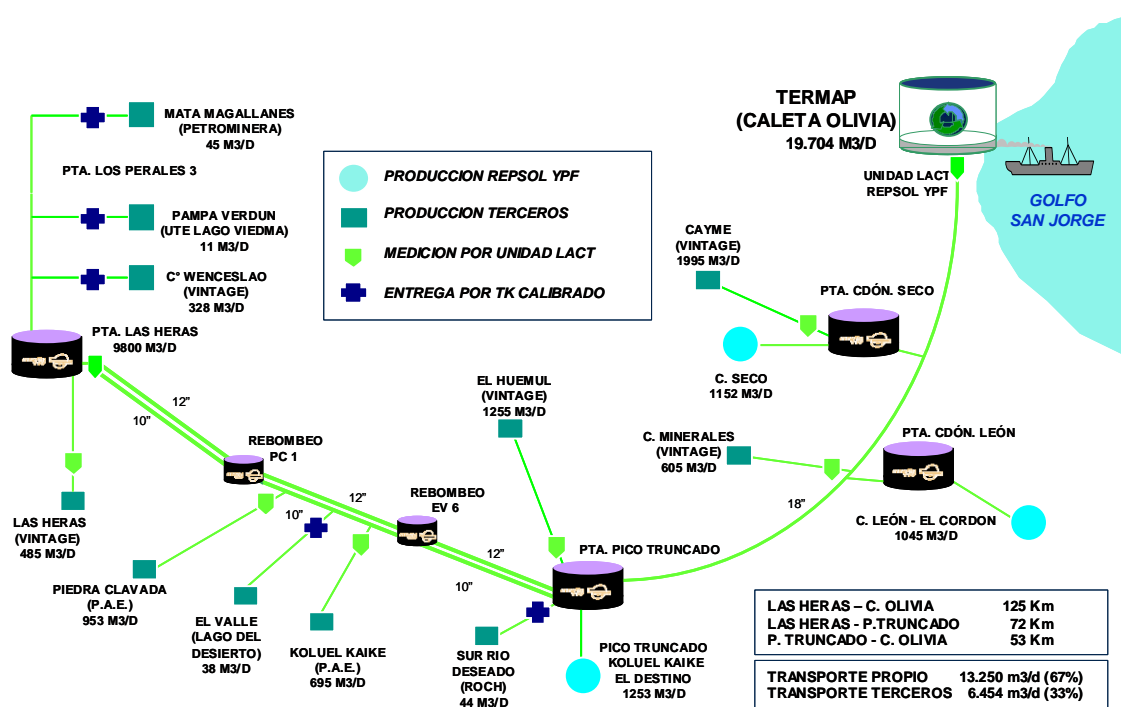 MATA MAGALLANES
(PETROMINERA)
45 M3/D
PTA. LOS PERALES 3
PAMPA VERDUN
(UTE LAGO VIEDMA)
11 M3/D
C° WENCESLAO
(VINTAGE)
328 M3/D
PTA. LAS HERAS
9800 M3/D
PRODUCCION REPSOL YPF
PRODUCCION TERCEROS
MEDICION POR UNIDAD LACT
ENTREGA POR TK CALIBRADO
TERMAP
(CALETA OLIVIA)
19.704 M3/D
UNIDAD LACT
REPSOL YPF
GOLFO
SAN JORGE
CAYME
(VINTAGE)
1995 M3/D
PTA. CDÓN. SECO
C. SECO
1152 M3/D
EL HUEMUL
(VINTAGE)
1255 M3/D
C. MINERALES
(VINTAGE)
605 M3/D
PTA. CDÓN. LEÓN
C. LEÓN - EL CORDON
1045 M3/D
18"
12"
10"
REBOMBEO
PC 1
12"
10"
REBOMBEO
EV 6
12"
10"
PTA. PICO TRUNCADO
LAS HERAS
(VINTAGE)
485 M3/D
PIEDRA CLAVADA
(P.A.E.)
953 M3/D
EL VALLE
(LAGO DEL
DESIERTO)
38 M3/D
KOLUEL KAIKE
(P.A.E.)
695 M3/D
SUR RIO
DESEADO
(ROCH)
44 M3/D
PICO TRUNCADO
KOLUEL KAIKE
EL DESTINO
1253 M3/D
LAS HERAS – C. OLIVIA 125 Km
LAS HERAS - P.TRUNCADO 72 Km
P. TRUNCADO - C. OLIVIA 53 Km
TRANSPORTE PROPIO 13.250 m3/d (67%)
TRANSPORTE TERCEROS 6.454 m3/d (33%)